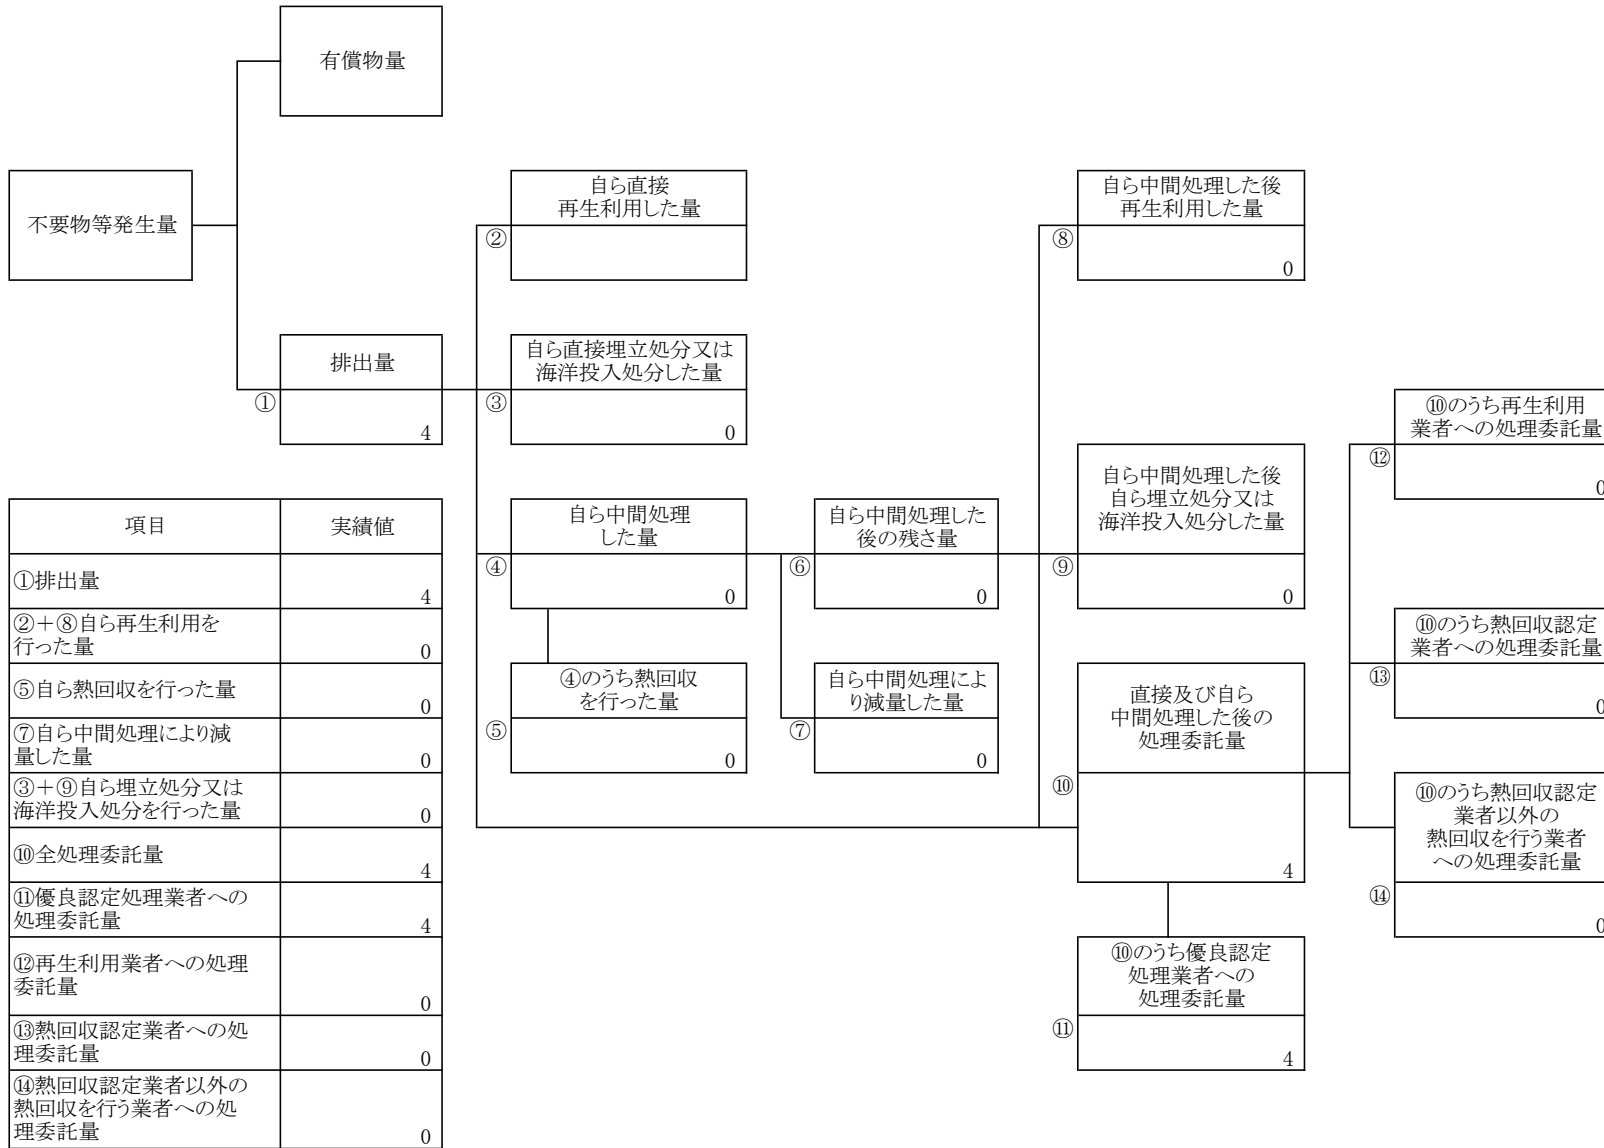 有償物量
不要物等発生量
自ら直接
再生利用した量
②
自ら中間処理した後
再生利用した量
⑧
0
排出量
①
4
自ら直接埋立処分又は
海洋投入処分した量
③
0
自ら中間処理した後
自ら埋立処分又は
海洋投入処分した量
⑨
0
⑩のうち再生利用
業者への処理委託量
⑫
0
自ら中間処理
した量
④
0
自ら中間処理した
後の残さ量
⑥
0
④のうち熱回収
を行った量
⑤
0
自ら中間処理によ
り減量した量
⑦
0
直接及び自ら
中間処理した後の
処理委託量
⑩
4
⑩のうち熱回収認定
業者への処理委託量
⑬
0
⑩のうち熱回収認定
業者以外の
熱回収を行う業者
への処理委託量
⑭
0
⑩のうち優良認定
処理業者への
処理委託量
⑪
4
項目
実績値
①排出量
4
②＋⑧自ら再生利用を
行った量
0
⑤自ら熱回収を行った量
0
⑦自ら中間処理により減
量した量
0
③＋⑨自ら埋立処分又は
海洋投入処分を行った量
0
⑩全処理委託量
4
⑪優良認定処理業者への
処理委託量
4
⑫再生利用業者への処理
委託量
0
⑬熱回収認定業者への処
理委託量
0
⑭熱回収認定業者以外の
熱回収を行う業者への処
理委託量
0